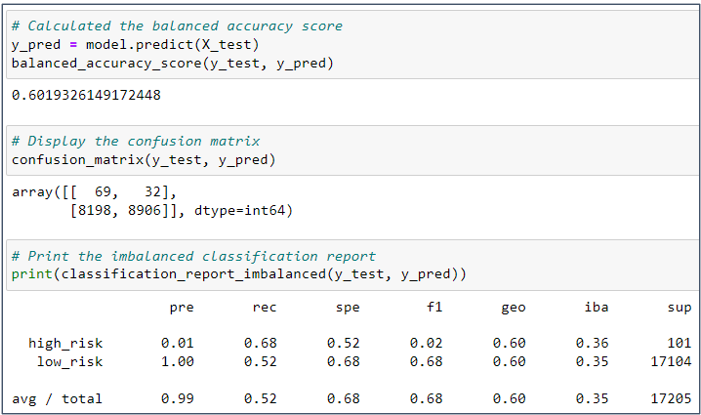 # Calculated the balanced accuracy score
y_pred = model.predict(X_test)
balanced_accuracy_score(y_test, y_pred)
0.6019326149172448
# Display the confusion matrix
confusion_matrix(y_test, y_pred)
array([[  69,   32],
       [8198, 8906]], dtype=int64)
# Print the imbalanced classification report
print(classification_report_imbalanced(y_test, y_pred))
pre rec spe f1 geo iba sup
high_risk 0.01 0.68 0.52 0.02 0.60 0.36 101
low_risk 1.00 0.52 0.68 0.68 0.60 0.35 17104
avg / total 0.99 0.52 0.68 0.68 0.60 0.35 17205